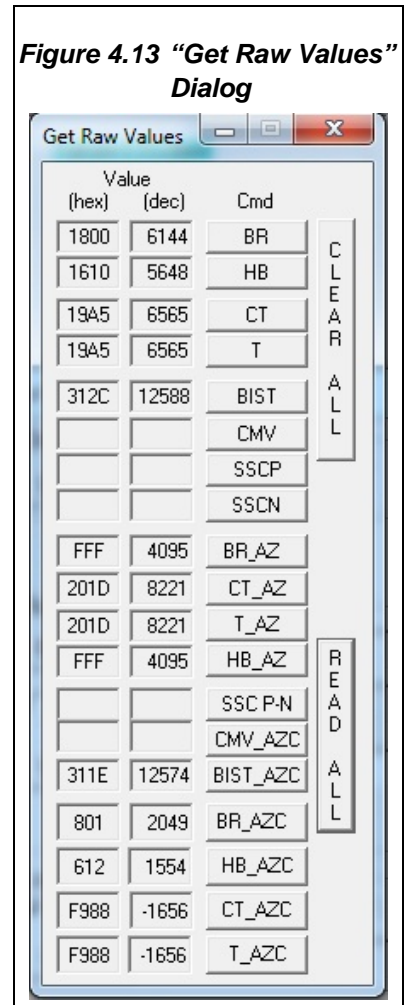 Figure 4.13 “Get Raw Values”
Dialog
Get Raw Values
Value
(hex) (dec) Cmd
1800 6144 BR
1610 5648 HB
19A5 6565 CT
19A5 6565 T
312C 12588 BIST
CMV
SSCP
SSCN
CLEAR ALL
FFF 4095 BR_AZ
201D 8221 CT_AZ
201D 8221 T_AZ
FFF 4095 HB_AZ
SSC P-N
CMV_AZC
311E 12574 BIST_AZC
801 2049 BR_AZC
READ ALL
612 1554 HB_AZC
F988 -1656 CT_AZC
F988 -1656 T_AZC